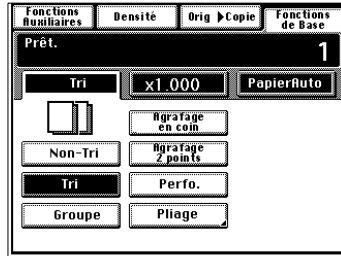 Fonctions
Auxiliaires
Densité
Orig ▶Copie
Fonctions
de Base
Prêt.
1
Tri
x1.000
PapierAuto
Agrafage
en coin
Non-Tri
Agrafage
2 points
Tri
Perfo.
Groupe
Pliage